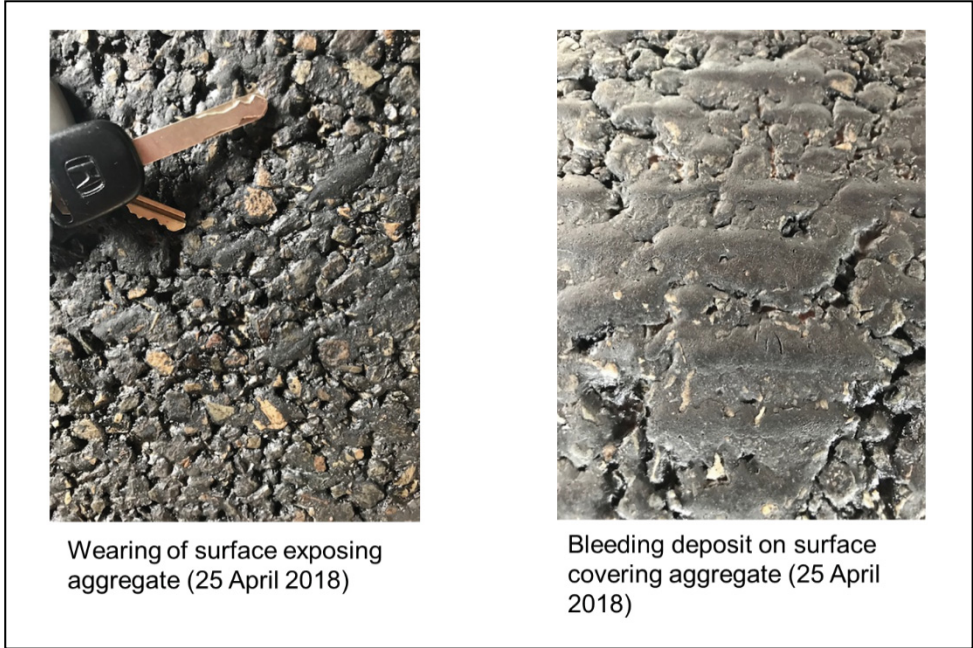 Wearing of surface exposing
aggregate (25 April 2018)
Bleeding deposit on surface
covering aggregate (25 April
2018)